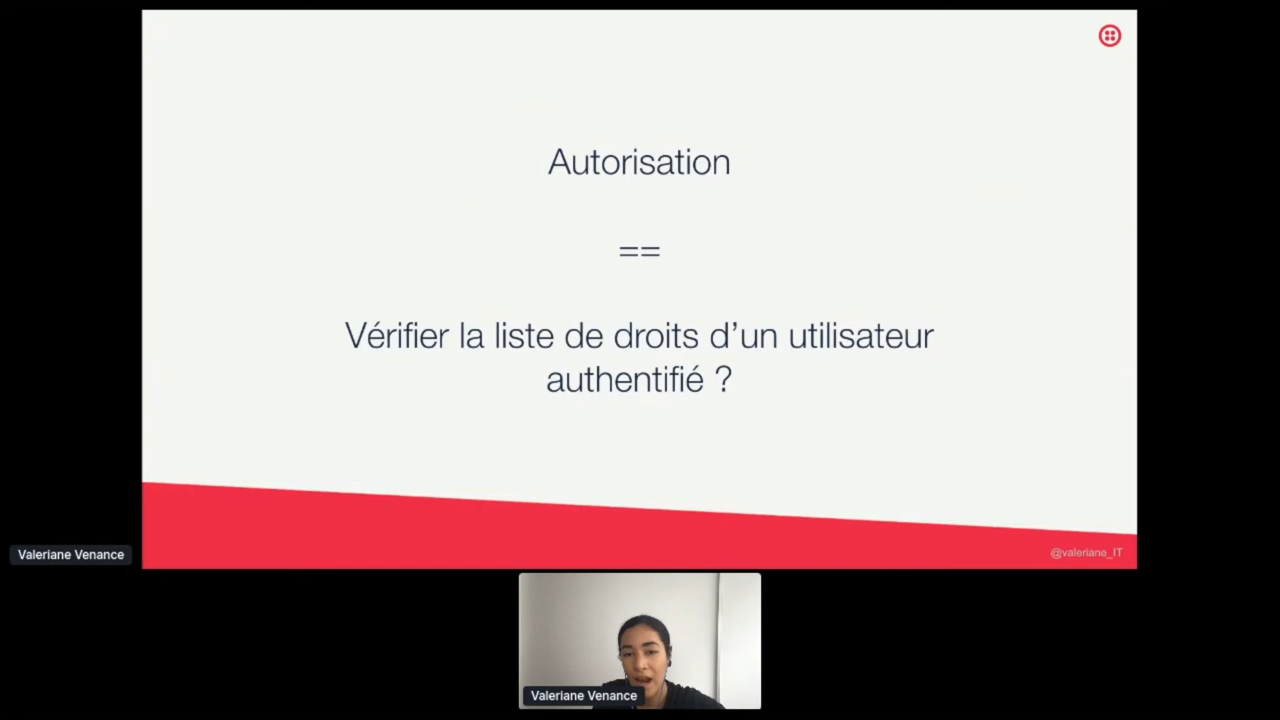 Autorisation
==
Vérifier la liste de droits d’un utilisateur
authentifié ?
@valeriane_IT
Valeriane Venance
Valeriane Venance